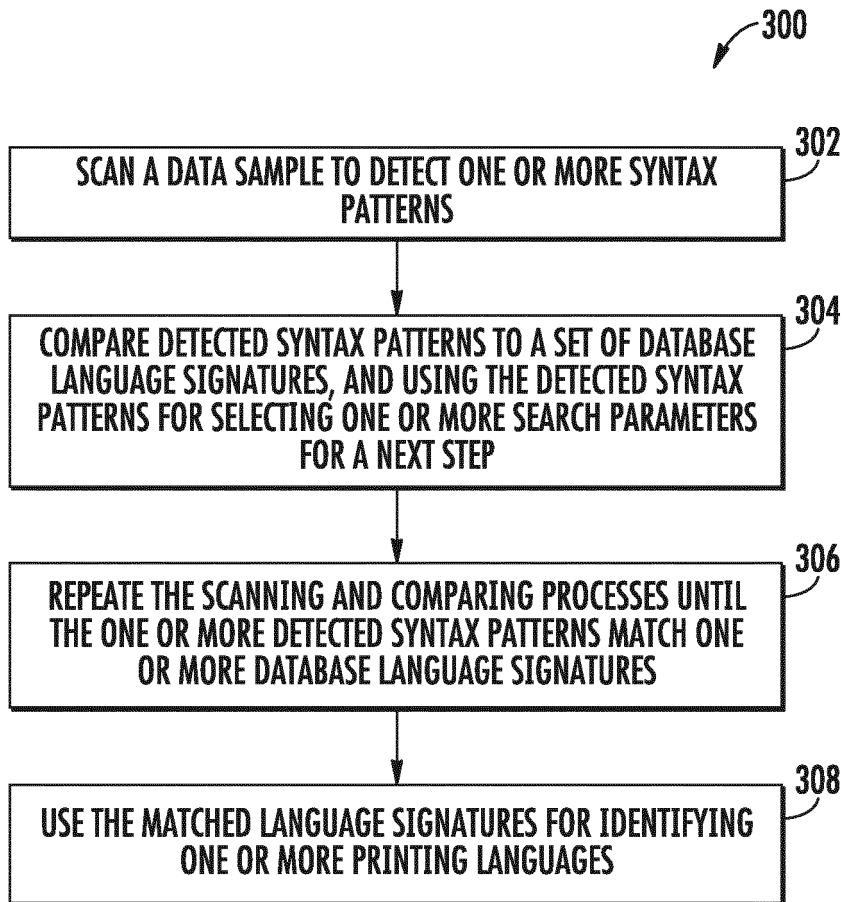 300
302
SCAN A DATA SAMPLE TO DETECT ONE OR MORE SYNTAX
PATTERNS
304
COMPARE DETECTED SYNTAX PATTERNS TO A SET OF DATABASE
LANGUAGE SIGNATURES, AND USING THE DETECTED SYNTAX
PATTERNS FOR SELECTING ONE OR MORE SEARCH PARAMETERS
FOR A NEXT STEP
306
REPEAT THE SCANNING AND COMPARING PROCESSES UNTIL
THE ONE OR MORE DETECTED SYNTAX PATTERNS MATCH ONE
OR MORE DATABASE LANGUAGE SIGNATURES
308
USE THE MATCHED LANGUAGE SIGNATURES FOR IDENTIFYING
ONE OR MORE PRINTING LANGUAGES